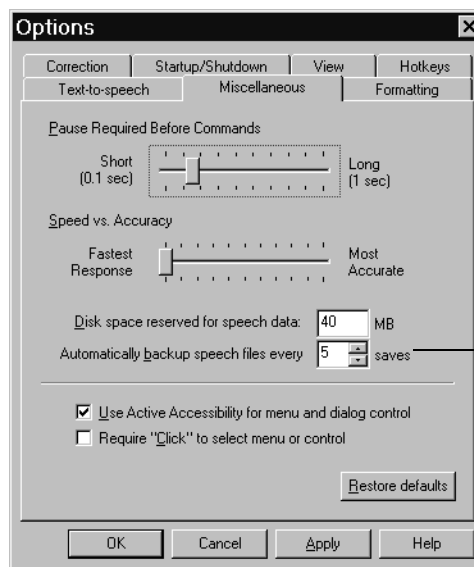 Options
Correction Startup/Shutdown View Hotkeys
Text-to-speech Miscellaneous Formatting
Pause Required Before Commands
Short
(0.1 sec)
Long
(1 sec)
Speed vs. Accuracy
Fastest
Response
Most
Accurate
Disk space reserved for speech data: 40 MB
Automatically backup speech files every 5 saves
Use Active Accessibility for menu and dialog control
Require "Click" to select menu or control
Restore defaults
OK Cancel Apply Help